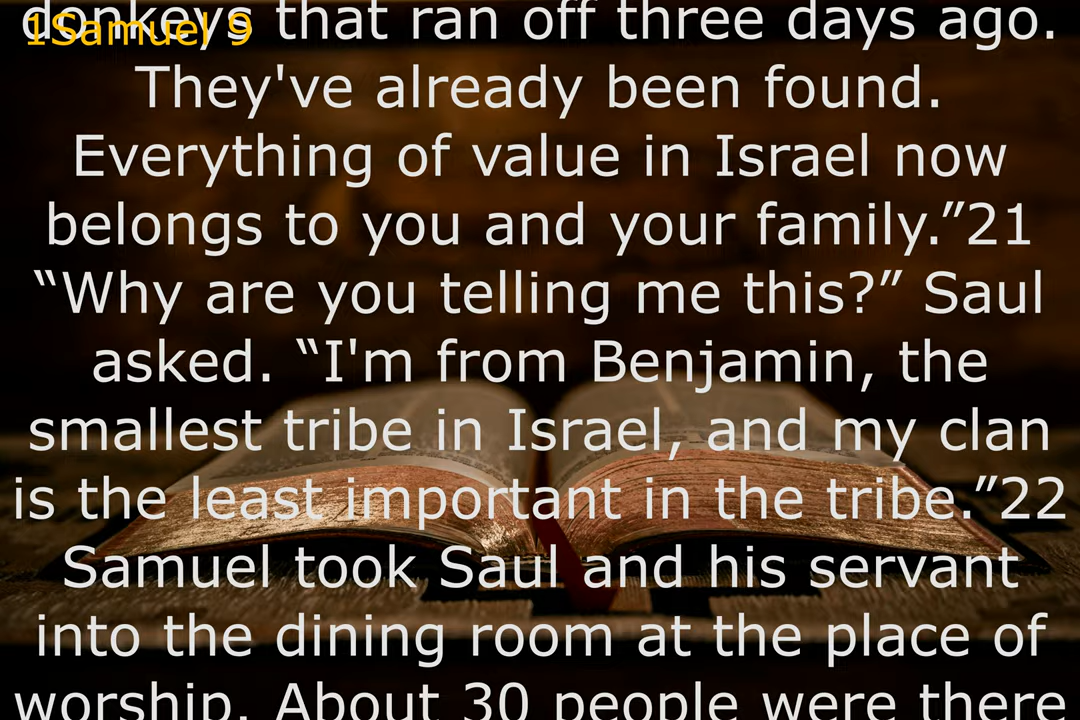 1Samuel 9
donkeys that ran off three days ago.
They've already been found.
Everything of value in Israel now
belongs to you and your family.”21
“Why are you telling me this?” Saul
asked. “I'm from Benjamin, the
smallest tribe in Israel, and my clan
is the least important in the tribe.”22
Samuel took Saul and his servant
into the dining room at the place of
worship. About 30 people were there